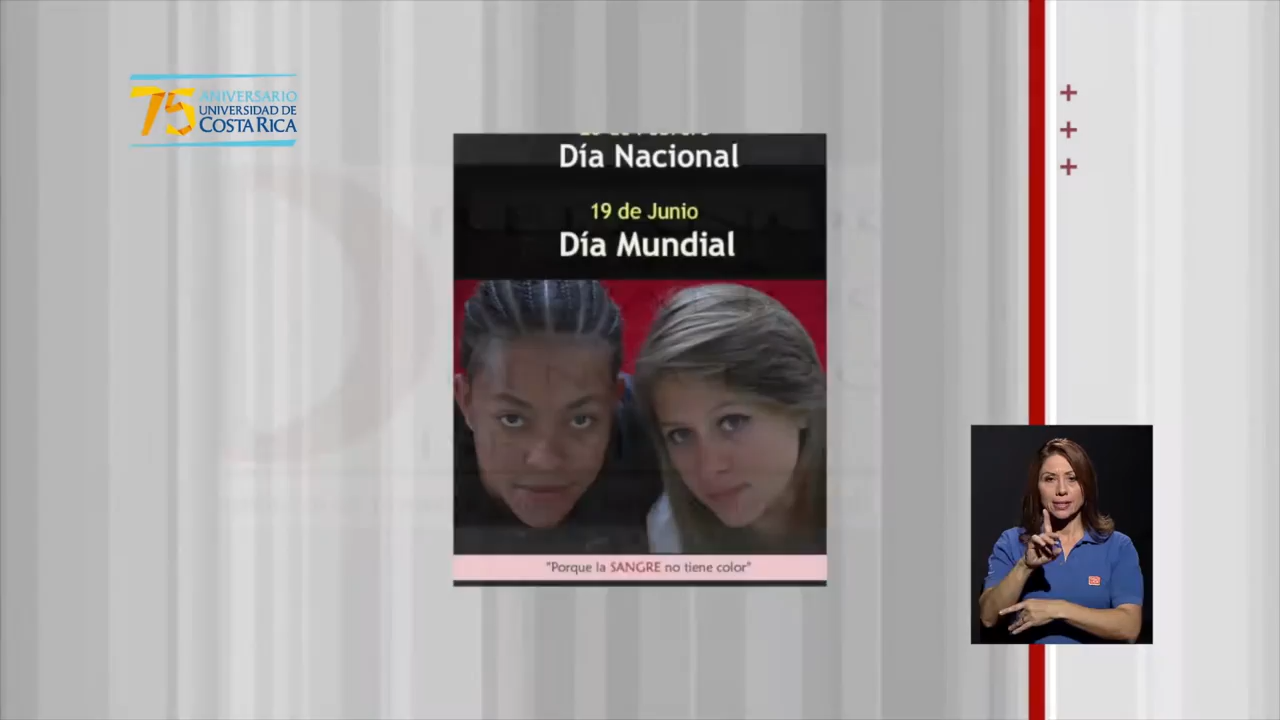 75
ANIVERSARIO
UNIVERSIDAD DE
COSTA RICA
Día Nacional
19 de Junio
Día Mundial
"Porque la SANGRE no tiene color"